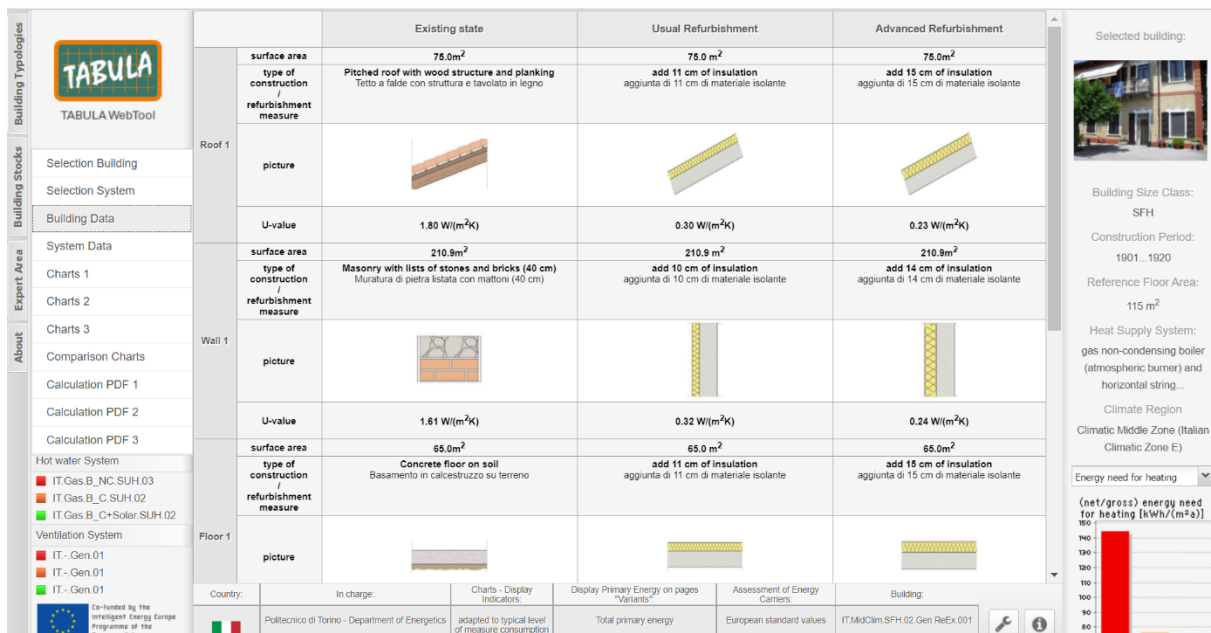 Building Typologies
Building Stocks
Expert Area
About
TABULA
TABULA WebTool
Selection Building
Selection System
Building Data
System Data
Charts 1
Charts 2
Charts 3
Comparison Charts
Calculation PDF 1
Calculation PDF 2
Calculation PDF 3
Hot water System
IT.Gas.B_NC.SUH.03
IT.Gas.B_C.SUH.02
IT.Gas.B_C+Solar.SUH.02
Ventilation System
IT.-.Gen.01
IT.-.Gen.01
IT.-.Gen.01
Co-funded by the
Intelligent Energy Europe
Programme of the
Existing state Usual Refurbishment Advanced Refurbishment
Roof 1
surface area 75.0m² 75.0 m² 75.0m²
type of Pitched roof with wood structure and planking add 11 cm of insulation add 15 cm of insulation
construction Tetto a falde con struttura e tavolato in legno aggiunta di 11 cm di materiale isolante aggiunta di 15 cm di materiale isolante
/
refurbishment
measure
picture
U-value 1.80 W/(m²K) 0.30 W/(m²K) 0.23 W/(m²K)
Wall 1
surface area 210.9m² 210.9 m² 210.9m²
type of Masonry with lists of stones and bricks (40 cm) add 10 cm of insulation add 14 cm of insulation
construction Muratura di pietra listata con mattoni (40 cm) aggiunta di 10 cm di materiale isolante aggiunta di 14 cm di materiale isolante
/
refurbishment
measure
picture
U-value 1.61 W/(m²K) 0.32 W/(m²K) 0.24 W/(m²K)
Floor 1
surface area 65.0m² 65.0 m² 65.0m²
type of Concrete floor on soil add 11 cm of insulation add 15 cm of insulation
construction Basamento in calcestruzzo su terreno aggiunta di 11 cm di materiale isolante aggiunta di 15 cm di materiale isolante
/
refurbishment
measure
picture
Country: In charge: Charts - Display Indicators: Display Primary Energy on pages "Variants": Assessment of Energy Carriers: Building:
Politecnico di Torino - Department of Energetics adapted to typical level of measure consumption Total primary energy European standard values IT.MidClim.SFH.02.Gen.ReEx.001
Selected building:
Building Size Class:
SFH
Construction Period:
1901...1920
Reference Floor Area:
115 m²
Heat Supply System:
gas non-condensing boiler
(atmospheric burner) and
horizontal string...
Climate Region
Climatic Middle Zone (Italian
Climatic Zone E)
Energy need for heating
(net/gross) energy need
for heating [kWh/(m²a)]
150
140
130
120
110
100
90
80